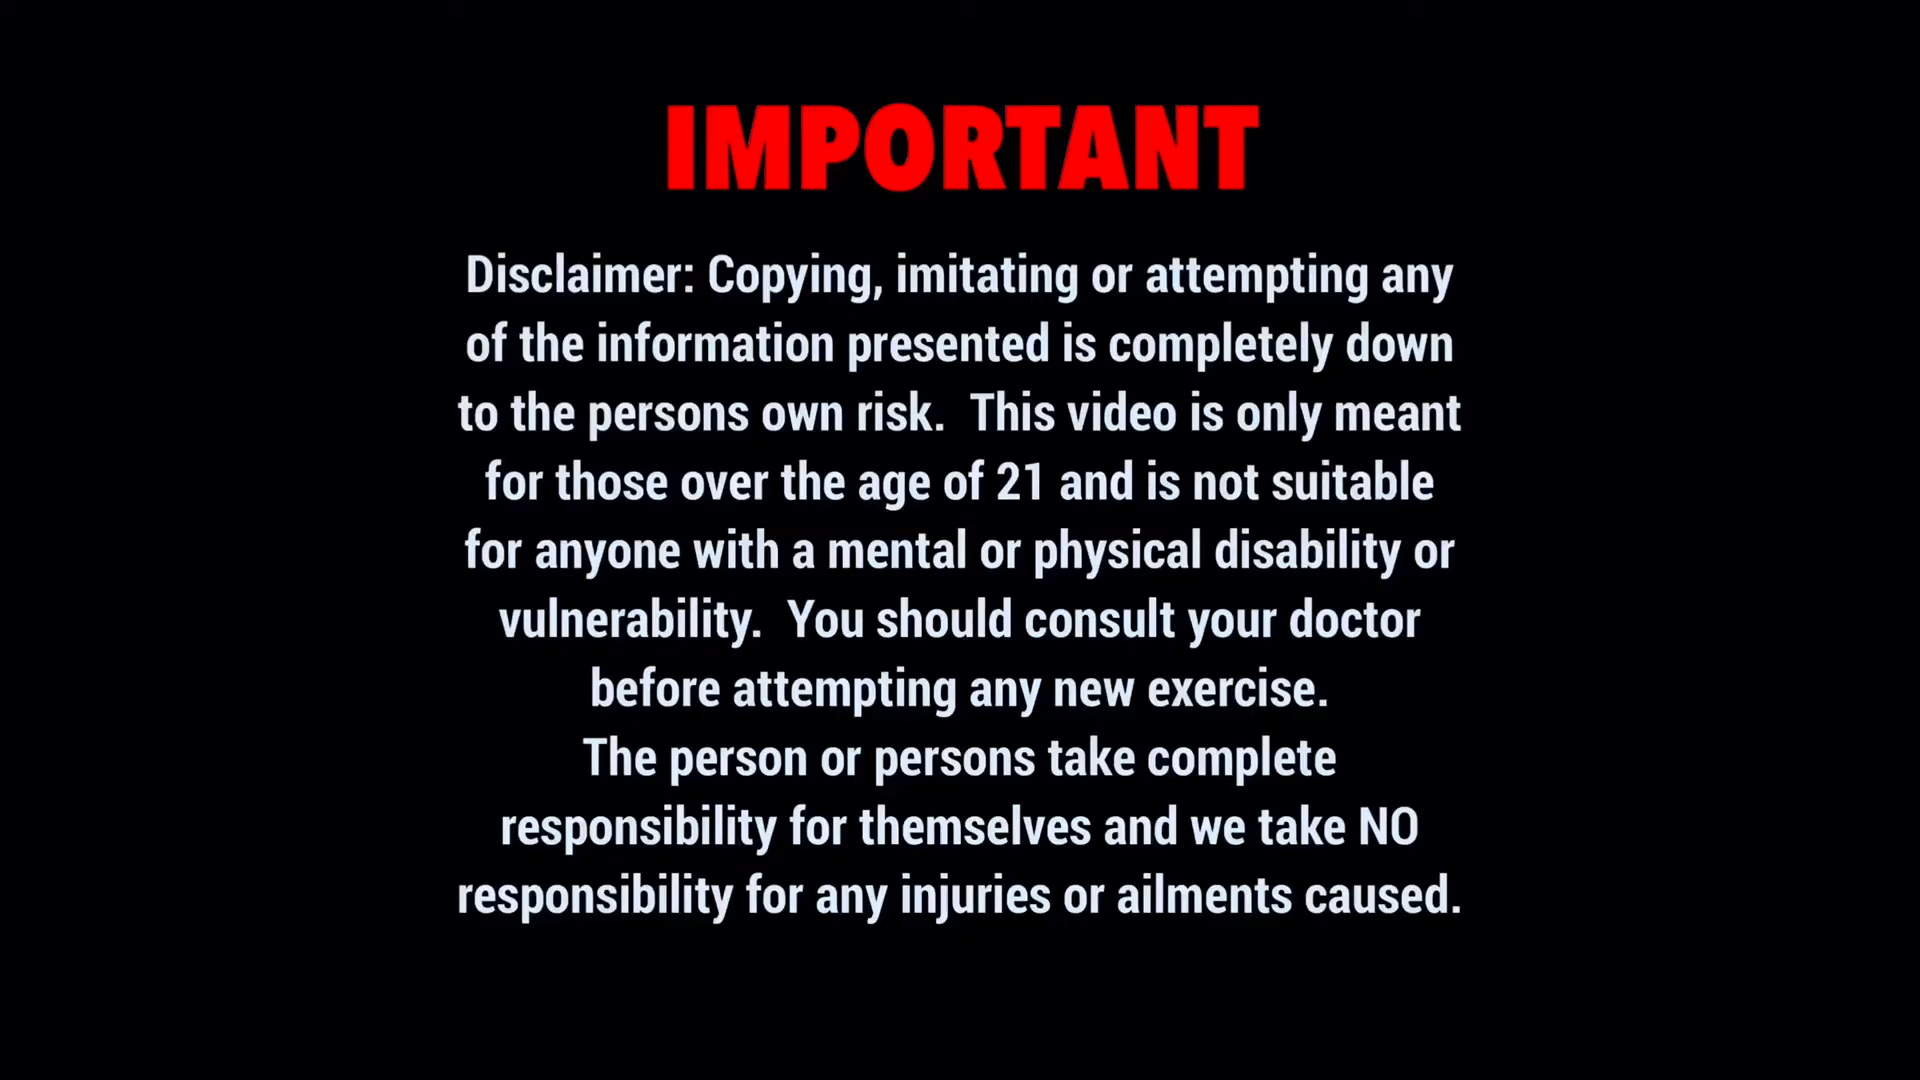 IMPORTANT
Disclaimer: Copying, imitating or attempting any
of the information presented is completely down
to the persons own risk.  This video is only meant
for those over the age of 21 and is not suitable
for anyone with a mental or physical disability or
vulnerability.  You should consult your doctor
before attempting any new exercise.
The person or persons take complete
responsibility for themselves and we take NO
responsibility for any injuries or ailments caused.